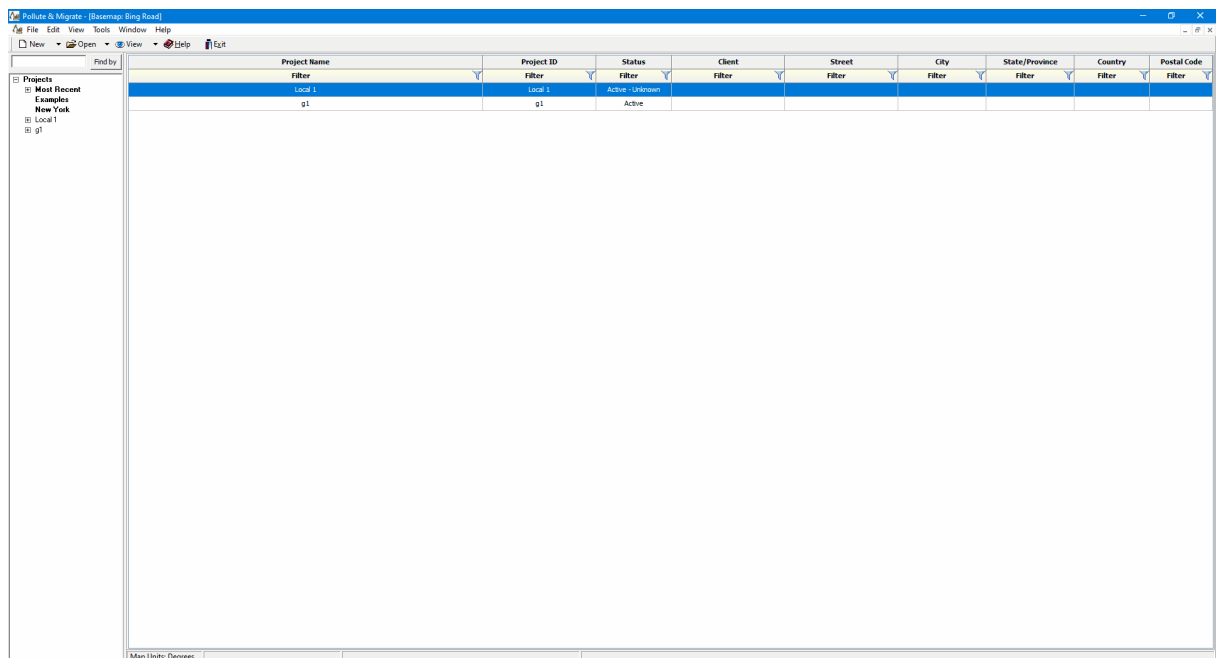 Pollute & Migrate - [Basemap: Bing Road]
File Edit View Tools Window Help
New Open View Help Exit
Find by
Projects
Most Recent
Examples
New York
Local 1
g1
Project Name Project ID Status Client Street City State/Province Country Postal Code
Filter Filter Filter Filter Filter Filter Filter Filter Filter
Local 1 Local 1 Active - Unknown
g1 g1 Active
Map Units: Degrees